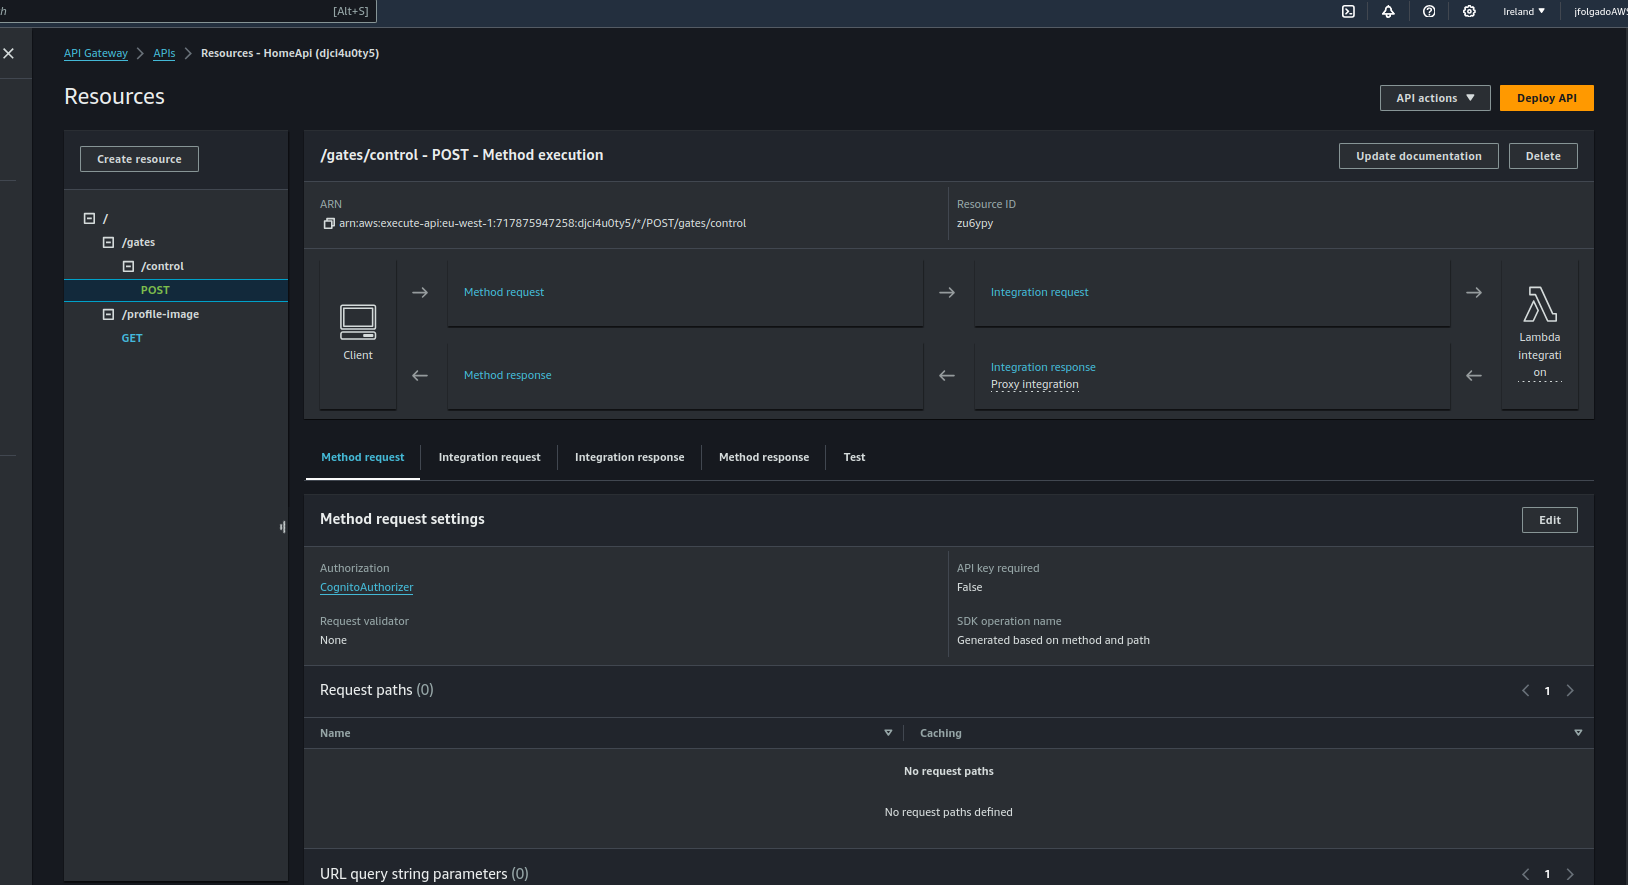 h
[Alt+S]
Ireland ▼
jfolgadoAWS
API Gateway > APIs > Resources - HomeApi (djci4u0ty5)
Resources
API actions ▼
Deploy API
Create resource
/
/gates
/control
POST
/profile-image
GET
/gates/control - POST - Method execution
Update documentation
Delete
ARN
arn:aws:execute-api:eu-west-1:717875947258:djci4u0ty5/*/POST/gates/control
Resource ID
zu6ypy
Client
Method request
Integration request
Method response
Integration response
Proxy integration
Lambda
integrati
on
Method request
Integration request
Integration response
Method response
Test
Method request settings
Edit
Authorization
CognitoAuthorizer
API key required
False
Request validator
None
SDK operation name
Generated based on method and path
Request paths (0)
1
Name
Caching
No request paths
No request paths defined
URL query string parameters (0)
1